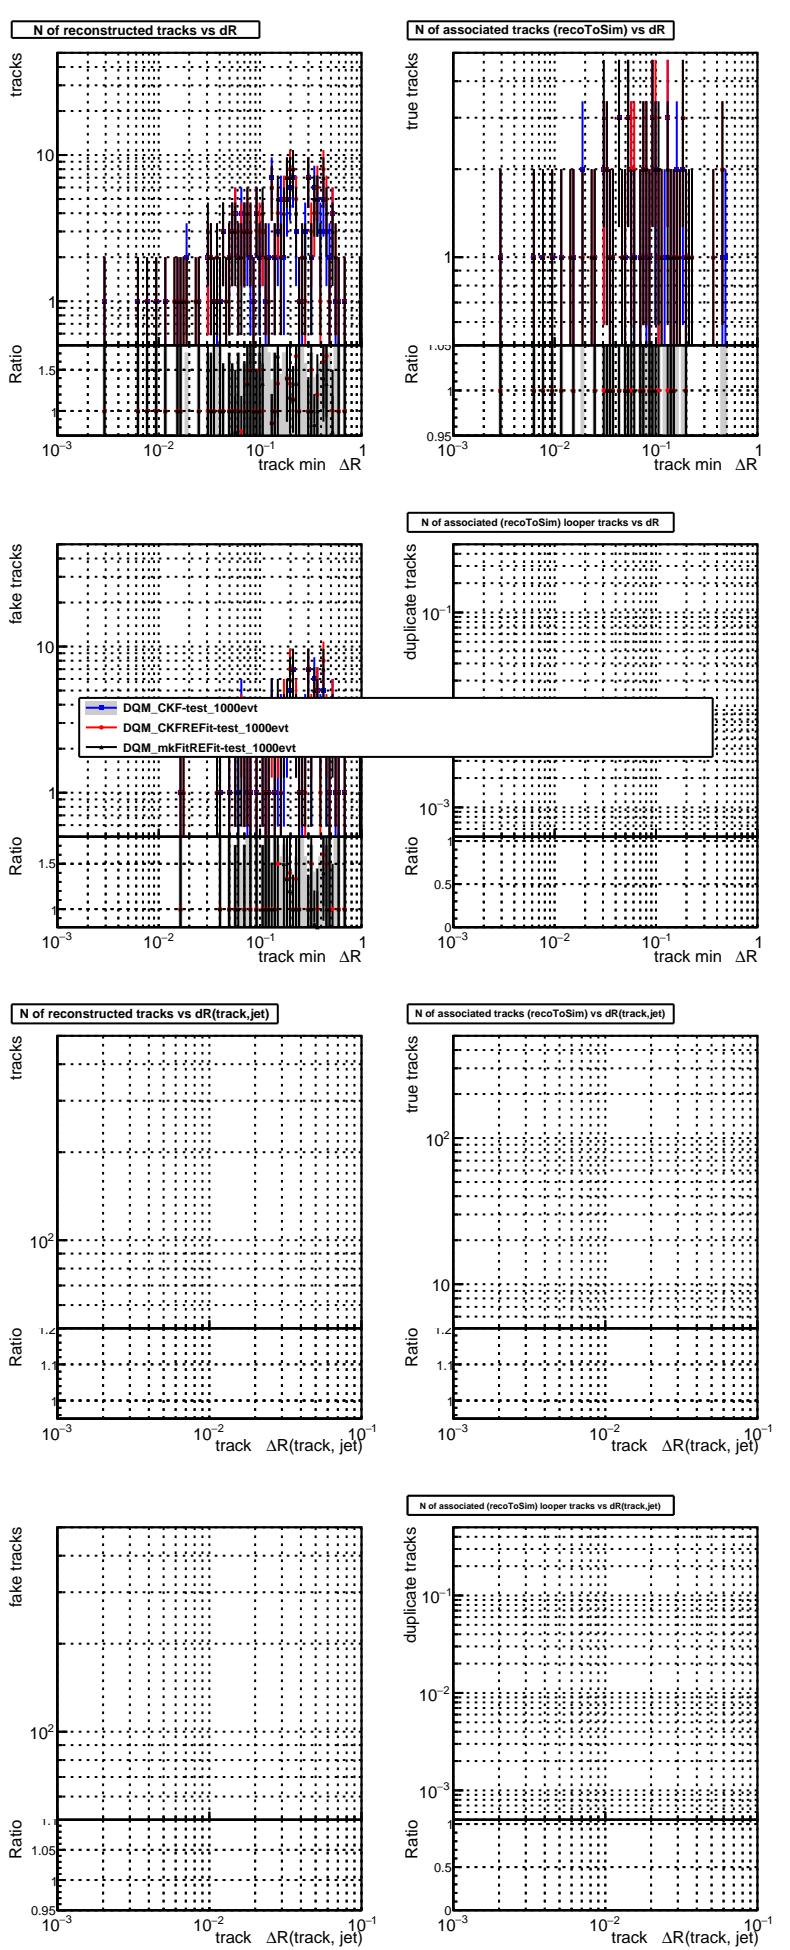 N of reconstructed tracks vs dR
tracks
10
1
Ratio
1.5
1
10⁻³ 10⁻² 10⁻¹ 1
track min ΔR
N of associated tracks (recoToSim) vs dR
true tracks
1
Ratio
1.05
1
0.95
10⁻³ 10⁻² 10⁻¹ 1
track min ΔR
fake tracks
10
1
Ratio
1.5
1
10⁻³ 10⁻² 10⁻¹ 1
track min ΔR
N of associated (recoToSim) looper tracks vs dR
duplicate tracks
10⁻¹
10⁻³
Ratio
1
0.5
0
10⁻³ 10⁻² 10⁻¹ 1
track min ΔR
DQM_CKF-test_1000evt
DQM_CKFREFit-test_1000evt
DQM_mkFitREFit-test_1000evt
N of reconstructed tracks vs dR(track,jet)
tracks
10²
Ratio
1.2
1.1
1
10⁻³ 10⁻² 10⁻¹
track ΔR(track, jet)
N of associated tracks (recoToSim) vs dR(track,jet)
true tracks
10²
10
Ratio
1.2
1.1
1
10⁻³ 10⁻² 10⁻¹
track ΔR(track, jet)
fake tracks
10²
Ratio
1.1
1.05
1
0.95
10⁻³ 10⁻² 10⁻¹
track ΔR(track, jet)
N of associated (recoToSim) looper tracks vs dR(track,jet)
duplicate tracks
10⁻¹
10⁻²
10⁻³
Ratio
1
0.5
0
10⁻³ 10⁻² 10⁻¹
track ΔR(track, jet)